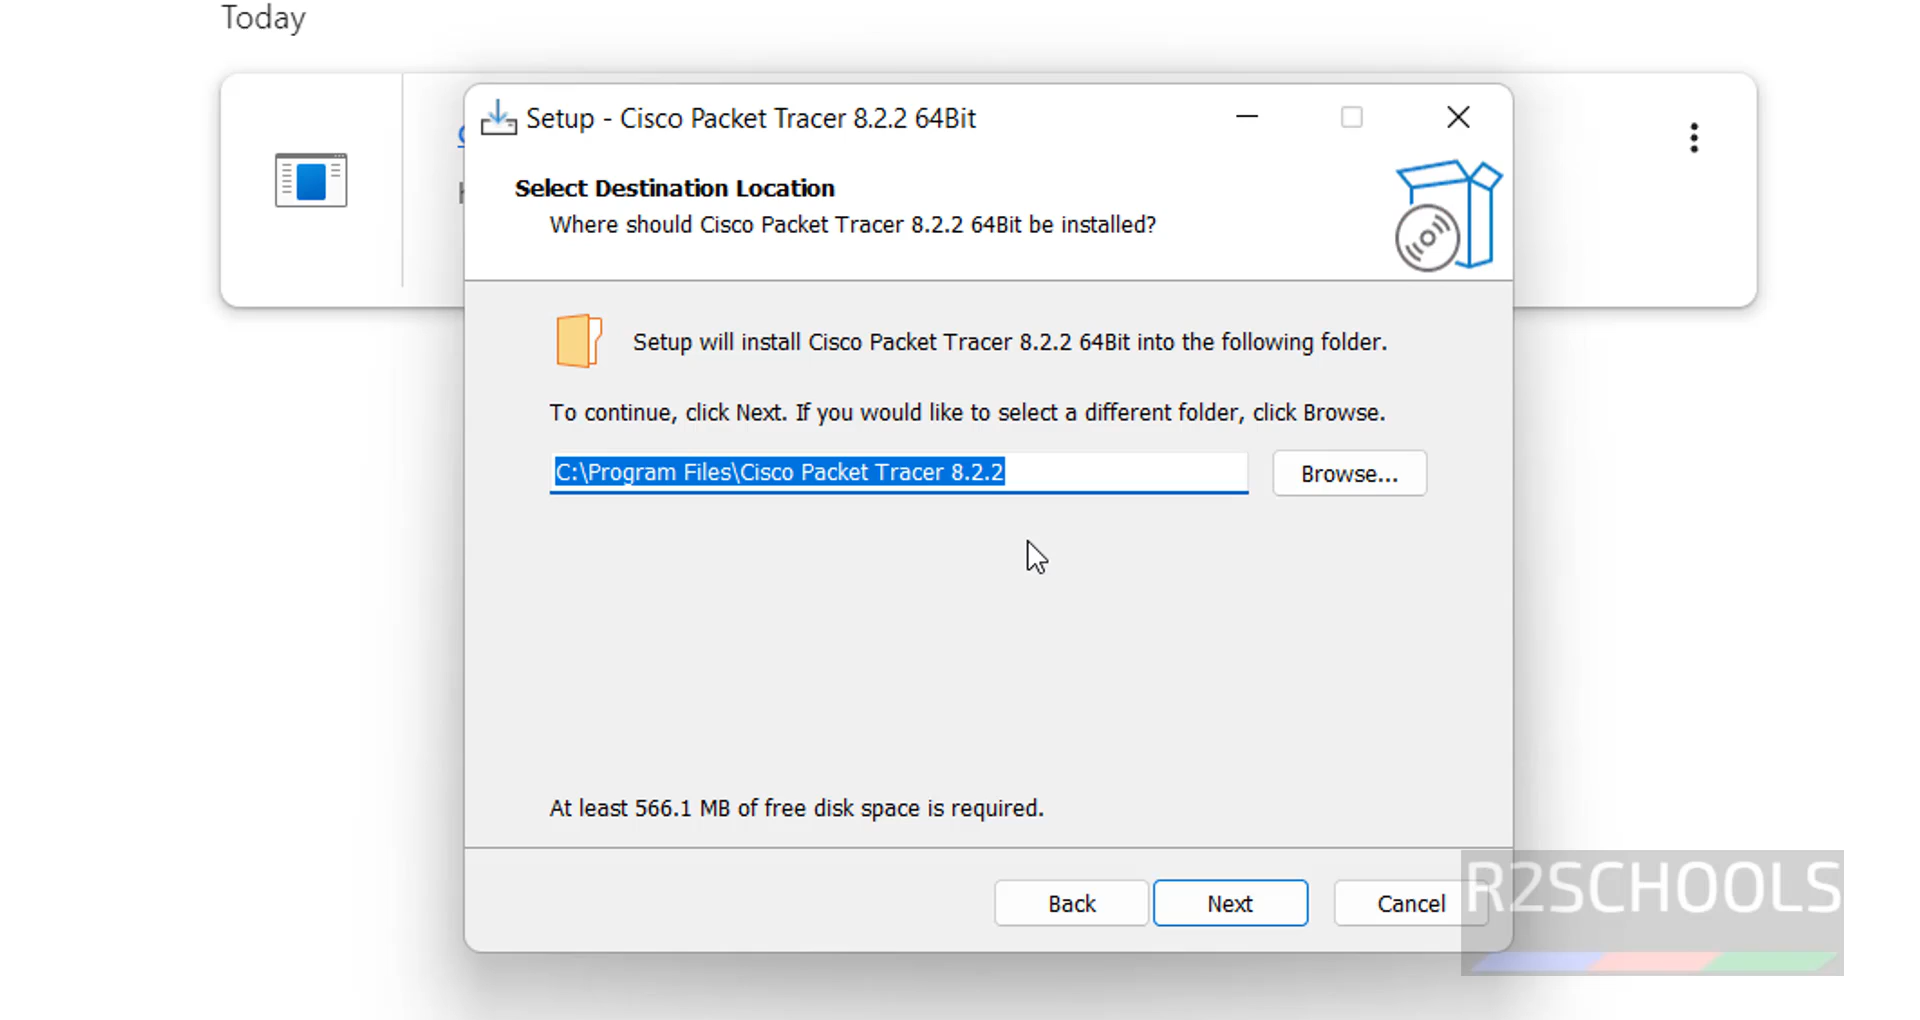 Today
Setup - Cisco Packet Tracer 8.2.2 64Bit
Select Destination Location
Where should Cisco Packet Tracer 8.2.2 64Bit be installed?
Setup will install Cisco Packet Tracer 8.2.2 64Bit into the following folder.
To continue, click Next. If you would like to select a different folder, click Browse.
C:\Program Files\Cisco Packet Tracer 8.2.2
Browse...
At least 566.1 MB of free disk space is required.
Back
Next
Cancel
R2SCHOOLS